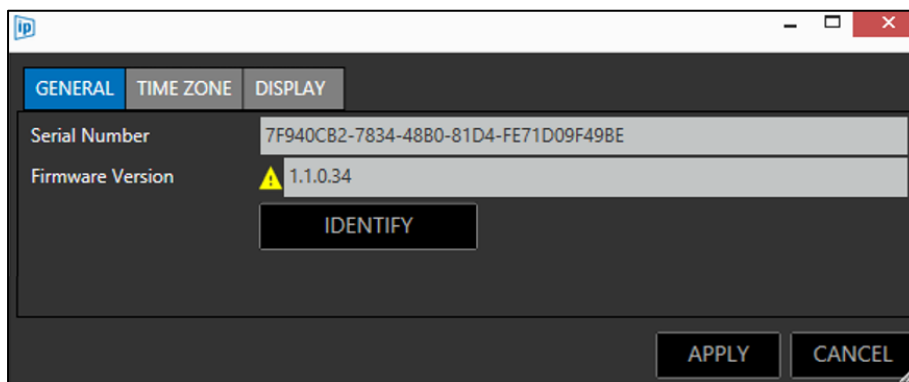 ip
GENERAL TIME ZONE DISPLAY
Serial Number 7F940CB2-7834-48B0-81D4-FE71D09F49BE
Firmware Version 1.1.0.34
IDENTIFY
APPLY CANCEL